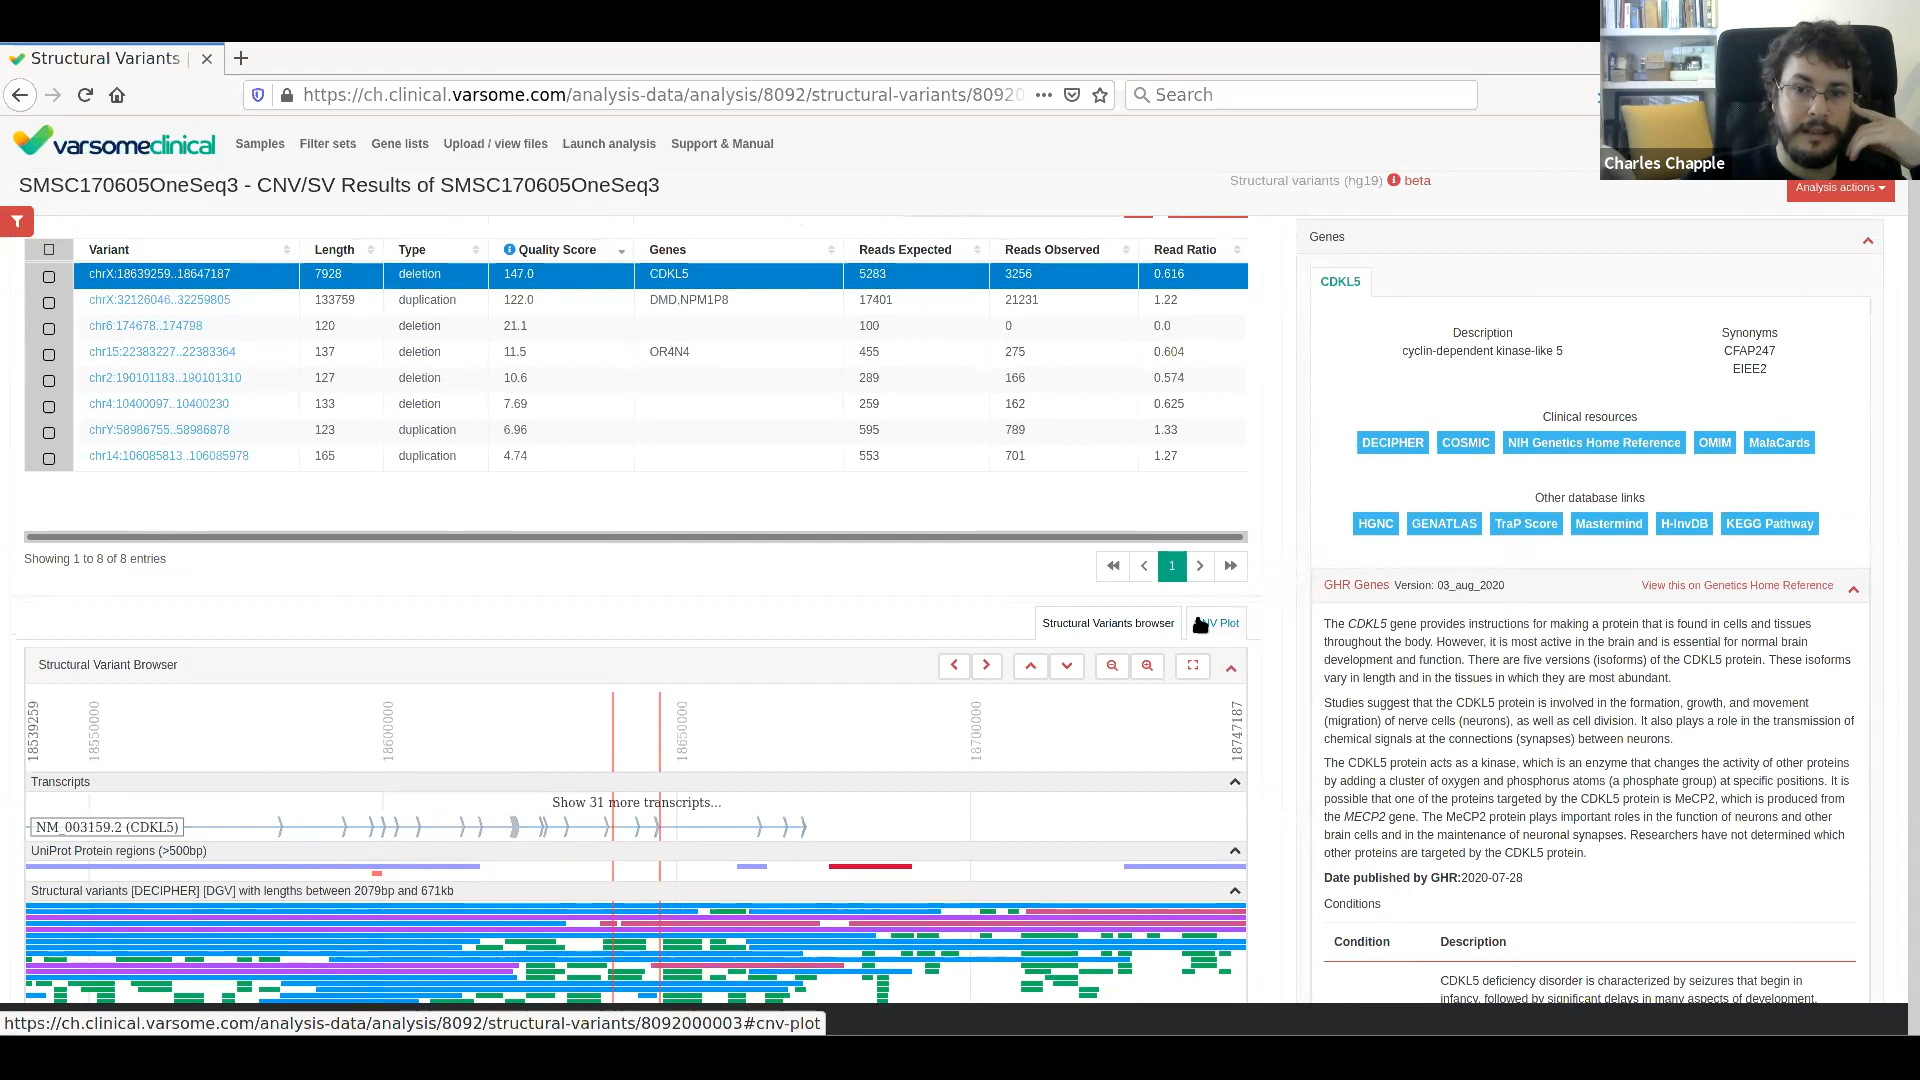 Structural Variants
https://ch.clinical.varsome.com/analysis-data/analysis/8092/structural-variants/80920
Search
Charles Chapple
varsomeclinical
Samples
Filter sets
Gene lists
Upload / view files
Launch analysis
Support & Manual
SMSC170605OneSeq3 - CNV/SV Results of SMSC170605OneSeq3
Structural variants (hg19) beta
Analysis actions
Variant Length Type Quality Score Genes Reads Expected Reads Observed Read Ratio
chrX:18639259..18647187 7928 deletion 147.0 CDKL5 5283 3256 0.616
chrX:32126046..32259805 133759 duplication 122.0 DMD,NPM1P8 17401 21231 1.22
chr6:174678..174798 120 deletion 21.1 100 0 0.0
chr15:22383227..22383364 137 deletion 11.5 OR4N4 455 275 0.604
chr2:190101183..190101310 127 deletion 10.6 289 166 0.574
chr4:10400097..10400230 133 deletion 7.69 259 162 0.625
chrY:58986755..58986878 123 duplication 6.96 595 789 1.33
chr14:106085813..106085978 165 duplication 4.74 553 701 1.27
Showing 1 to 8 of 8 entries
1
Structural Variants browser
NV Plot
Structural Variant Browser
18539259
18550000
18600000
18650000
18700000
18747187
Transcripts
Show 31 more transcripts...
NM_003159.2 (CDKL5)
UniProt Protein regions (>500bp)
Structural variants [DECIPHER] [DGV] with lengths between 2079bp and 671kb
Genes
CDKL5
Description Synonyms
cyclin-dependent kinase-like 5 CFAP247
EIEE2
Clinical resources
DECIPHER COSMIC NIH Genetics Home Reference OMIM MalaCards
Other database links
HGNC GENATLAS TraP Score Mastermind H-InvDB KEGG Pathway
GHR Genes Version: 03_aug_2020 View this on Genetics Home Reference
The CDKL5 gene provides instructions for making a protein that is found in cells and tissues
throughout the body. However, it is most active in the brain and is essential for normal brain
development and function. There are five versions (isoforms) of the CDKL5 protein. These isoforms
vary in length and in the tissues in which they are most abundant.
Studies suggest that the CDKL5 protein is involved in the formation, growth, and movement
(migration) of nerve cells (neurons), as well as cell division. It also plays a role in the transmission of
chemical signals at the connections (synapses) between neurons.
The CDKL5 protein acts as a kinase, which is an enzyme that changes the activity of other proteins
by adding a cluster of oxygen and phosphorus atoms (a phosphate group) at specific positions. It is
possible that one of the proteins targeted by the CDKL5 protein is MeCP2, which is produced from
the MECP2 gene. The MeCP2 protein plays important roles in the function of neurons and other
brain cells and in the maintenance of neuronal synapses. Researchers have not determined which
other proteins are targeted by the CDKL5 protein.
Date published by GHR:2020-07-28
Conditions
Condition Description
CDKL5 deficiency disorder is characterized by seizures that begin in
infancy, followed by significant delays in many aspects of development.
https://ch.clinical.varsome.com/analysis-data/analysis/8092/structural-variants/8092000003#cnv-plot